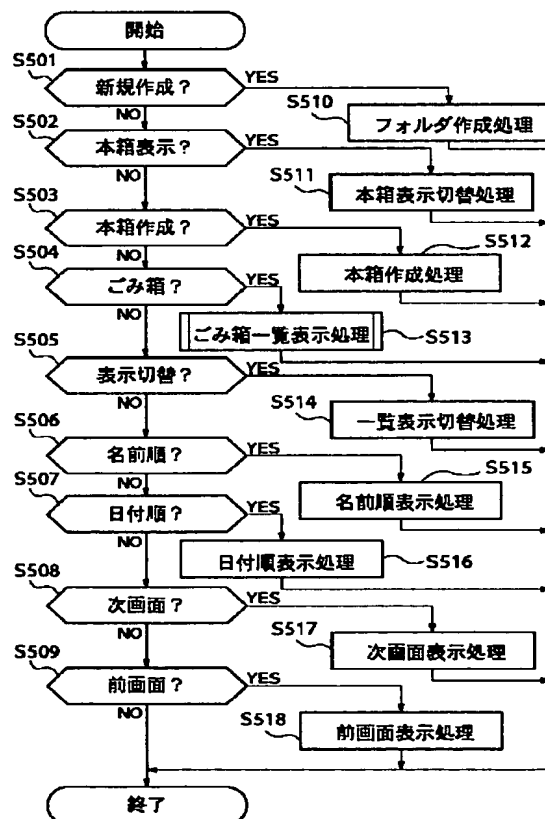 開始
S501
新規作成？
YES
NO
S510
フォルダ作成処理
S502
本箱表示？
YES
NO
S511
本箱表示切替処理
S503
本箱作成？
YES
NO
S512
本箱作成処理
S504
ごみ箱？
YES
NO
ごみ箱一覧表示処理
S513
S505
表示切替？
YES
NO
S514
一覧表示切替処理
S506
名前順？
YES
NO
S515
名前順表示処理
S507
日付順？
YES
NO
日付順表示処理
S516
S508
次画面？
YES
NO
S517
次画面表示処理
S509
前画面？
YES
NO
S518
前画面表示処理
終了